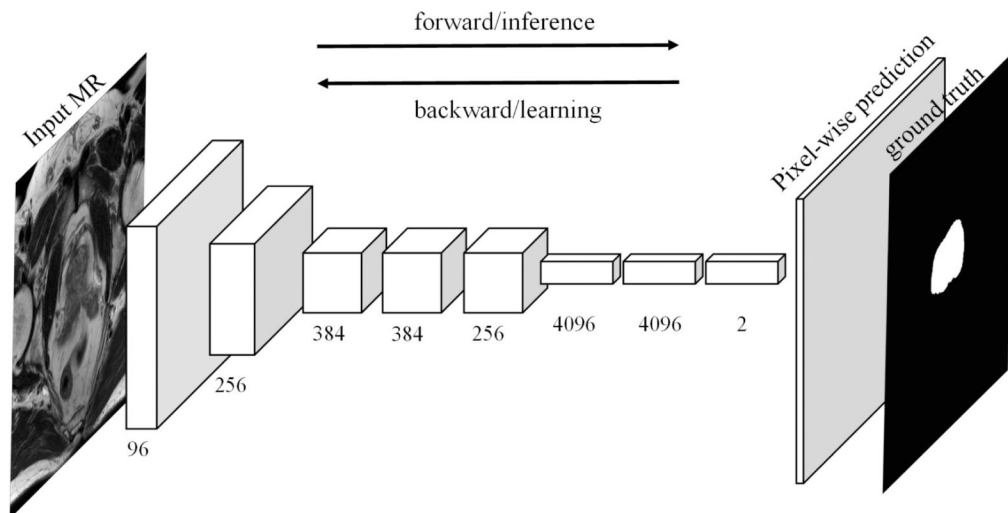 forward/inference
backward/learning
Input MR
Pixel-wise prediction
ground truth
96
256
384
384
256
4096
4096
2